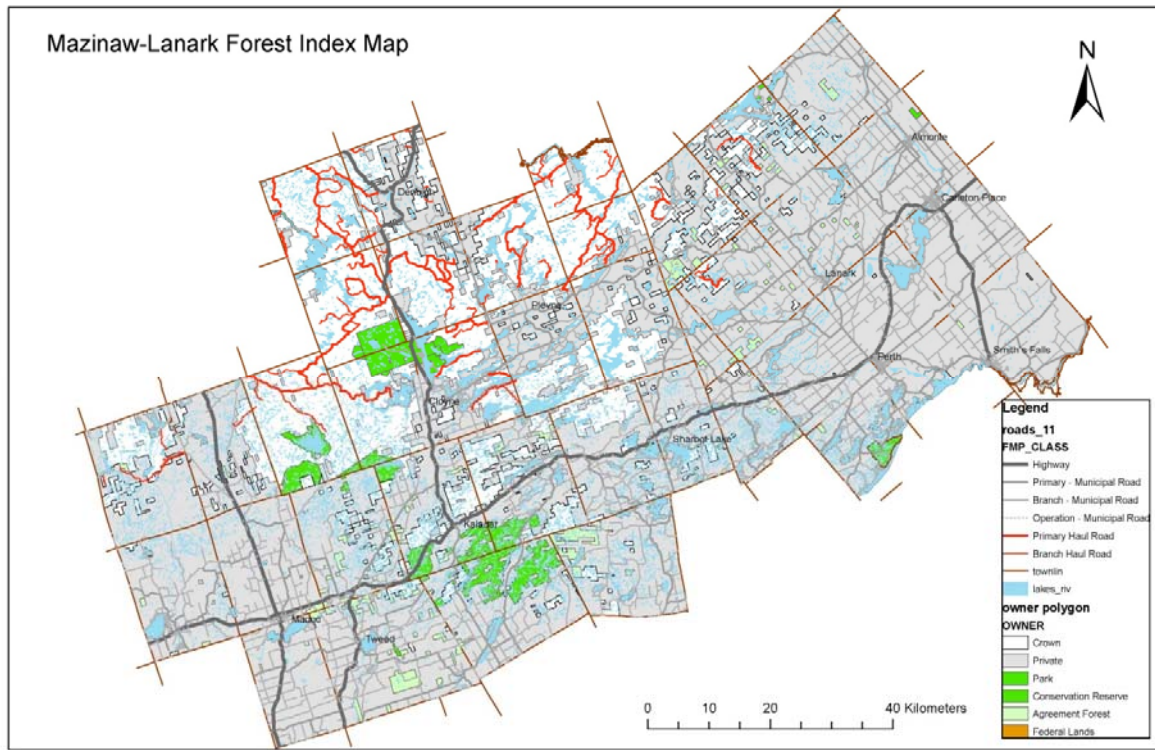 Mazinaw-Lanark Forest Index Map
N
Almonte
Denbigh
Carleton Place
Lanark
Plevna
Perth
Smith's Falls
Cloyne
Sharbot Lake
Kaladar
Madoc
Tweed
Legend
roads_11
FMP_CLASS
Highway
Primary - Municipal Road
Branch - Municipal Road
Operation - Municipal Road
Primary Haul Road
Branch Haul Road
townlin
lakes_riv
owner polygon
OWNER
Crown
Private
Park
Conservation Reserve
Agreement Forest
Federal Lands
0 10 20 40 Kilometers